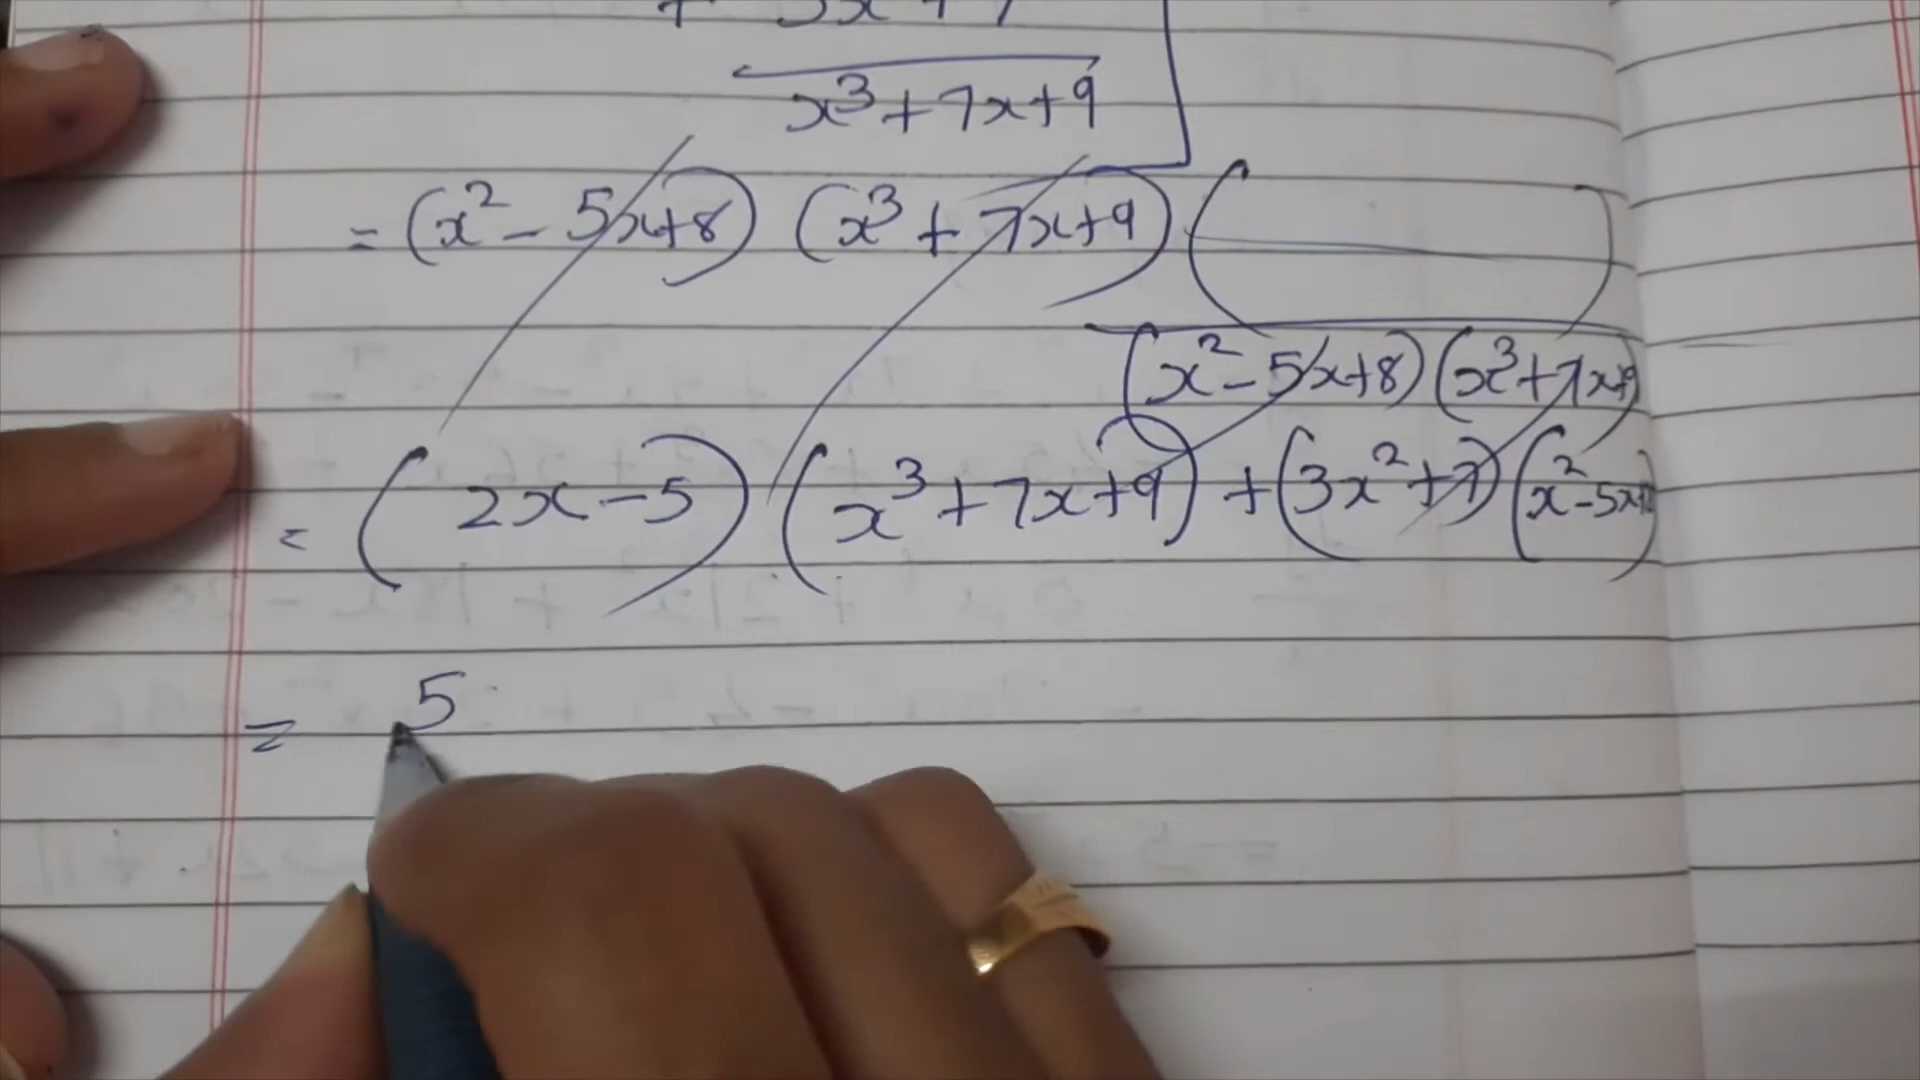 x³ + 7x + 9
= (x² - 5x+8) (x³ + 7x+9) ( )
(x² - 5x+8) (x³ + 7x+9)
= (2x - 5) (x³ + 7x+9) + (3x² + 7) (x² - 5x+8)
= 5